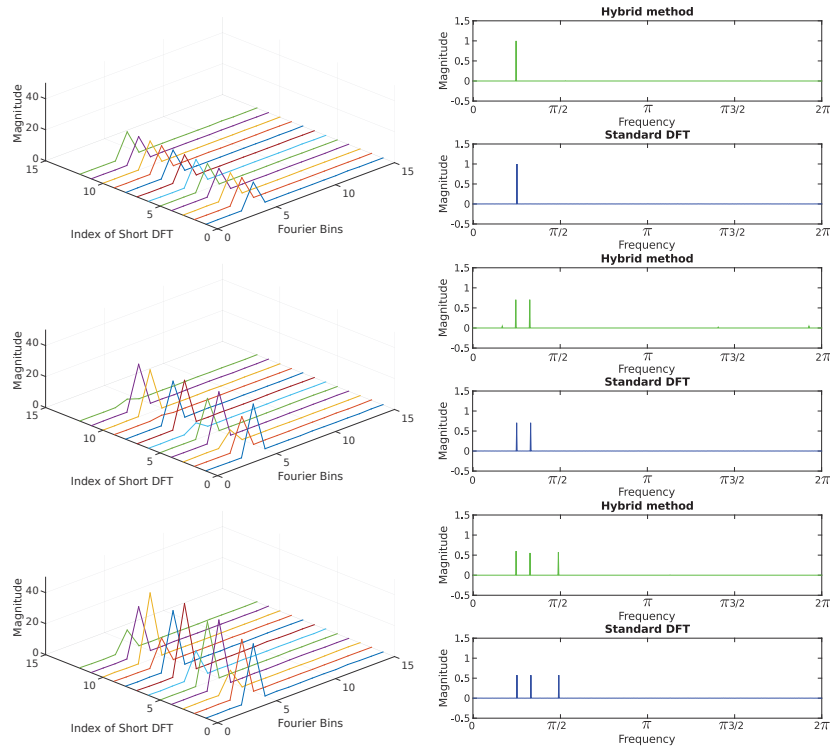 Magnitude
40
20
0
15
10
5
0
Index of Short DFT
0
5
10
15
Fourier Bins
Hybrid method
Magnitude
1.5
1
0.5
0
-0.5
0
π/2
π
π3/2
2π
Frequency
Standard DFT
Magnitude
1.5
1
0.5
0
-0.5
0
π/2
π
π3/2
2π
Frequency
Magnitude
40
20
0
15
10
5
0
Index of Short DFT
0
5
10
15
Fourier Bins
Hybrid method
Magnitude
1.5
1
0.5
0
-0.5
0
π/2
π
π3/2
2π
Frequency
Standard DFT
Magnitude
1.5
1
0.5
0
-0.5
0
π/2
π
π3/2
2π
Frequency
Magnitude
40
20
0
15
10
5
0
Index of Short DFT
0
5
10
15
Fourier Bins
Hybrid method
Magnitude
1.5
1
0.5
0
-0.5
0
π/2
π
π3/2
2π
Frequency
Standard DFT
Magnitude
1.5
1
0.5
0
-0.5
0
π/2
π
π3/2
2π
Frequency